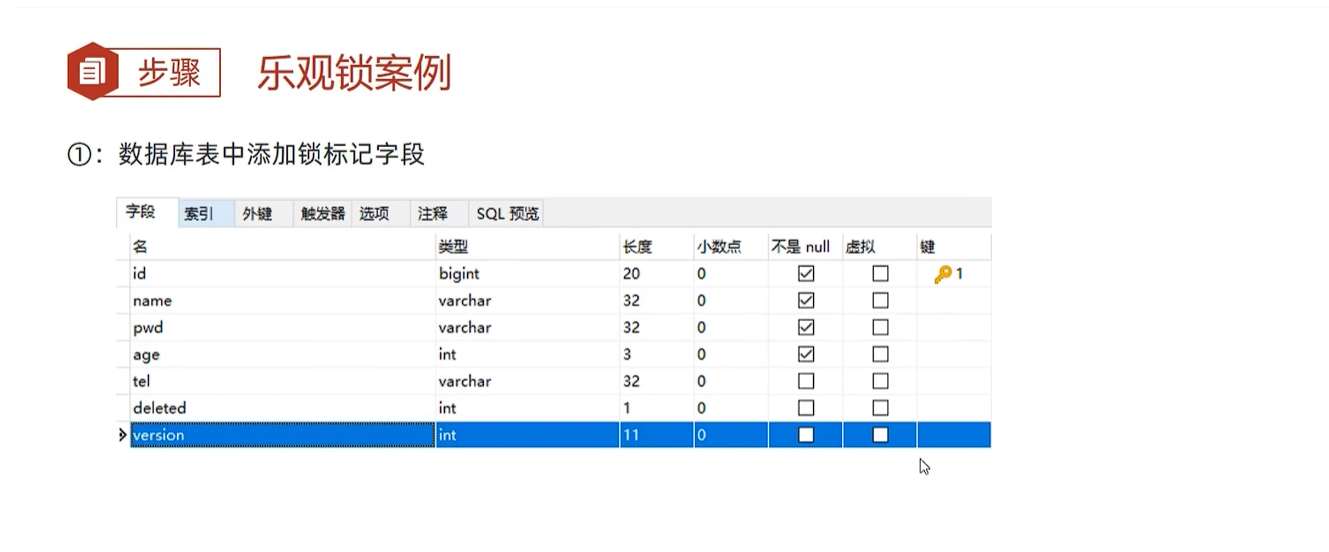 步骤 乐观锁案例
①：数据库表中添加锁标记字段
字段 索引 外键 触发器 选项 注释 SQL 预览
名 类型 长度 小数点 不是 null 虚拟 键
id bigint 20 0 1
name varchar 32 0
pwd varchar 32 0
age int 3 0
tel varchar 32 0
deleted int 1 0
version int 11 0